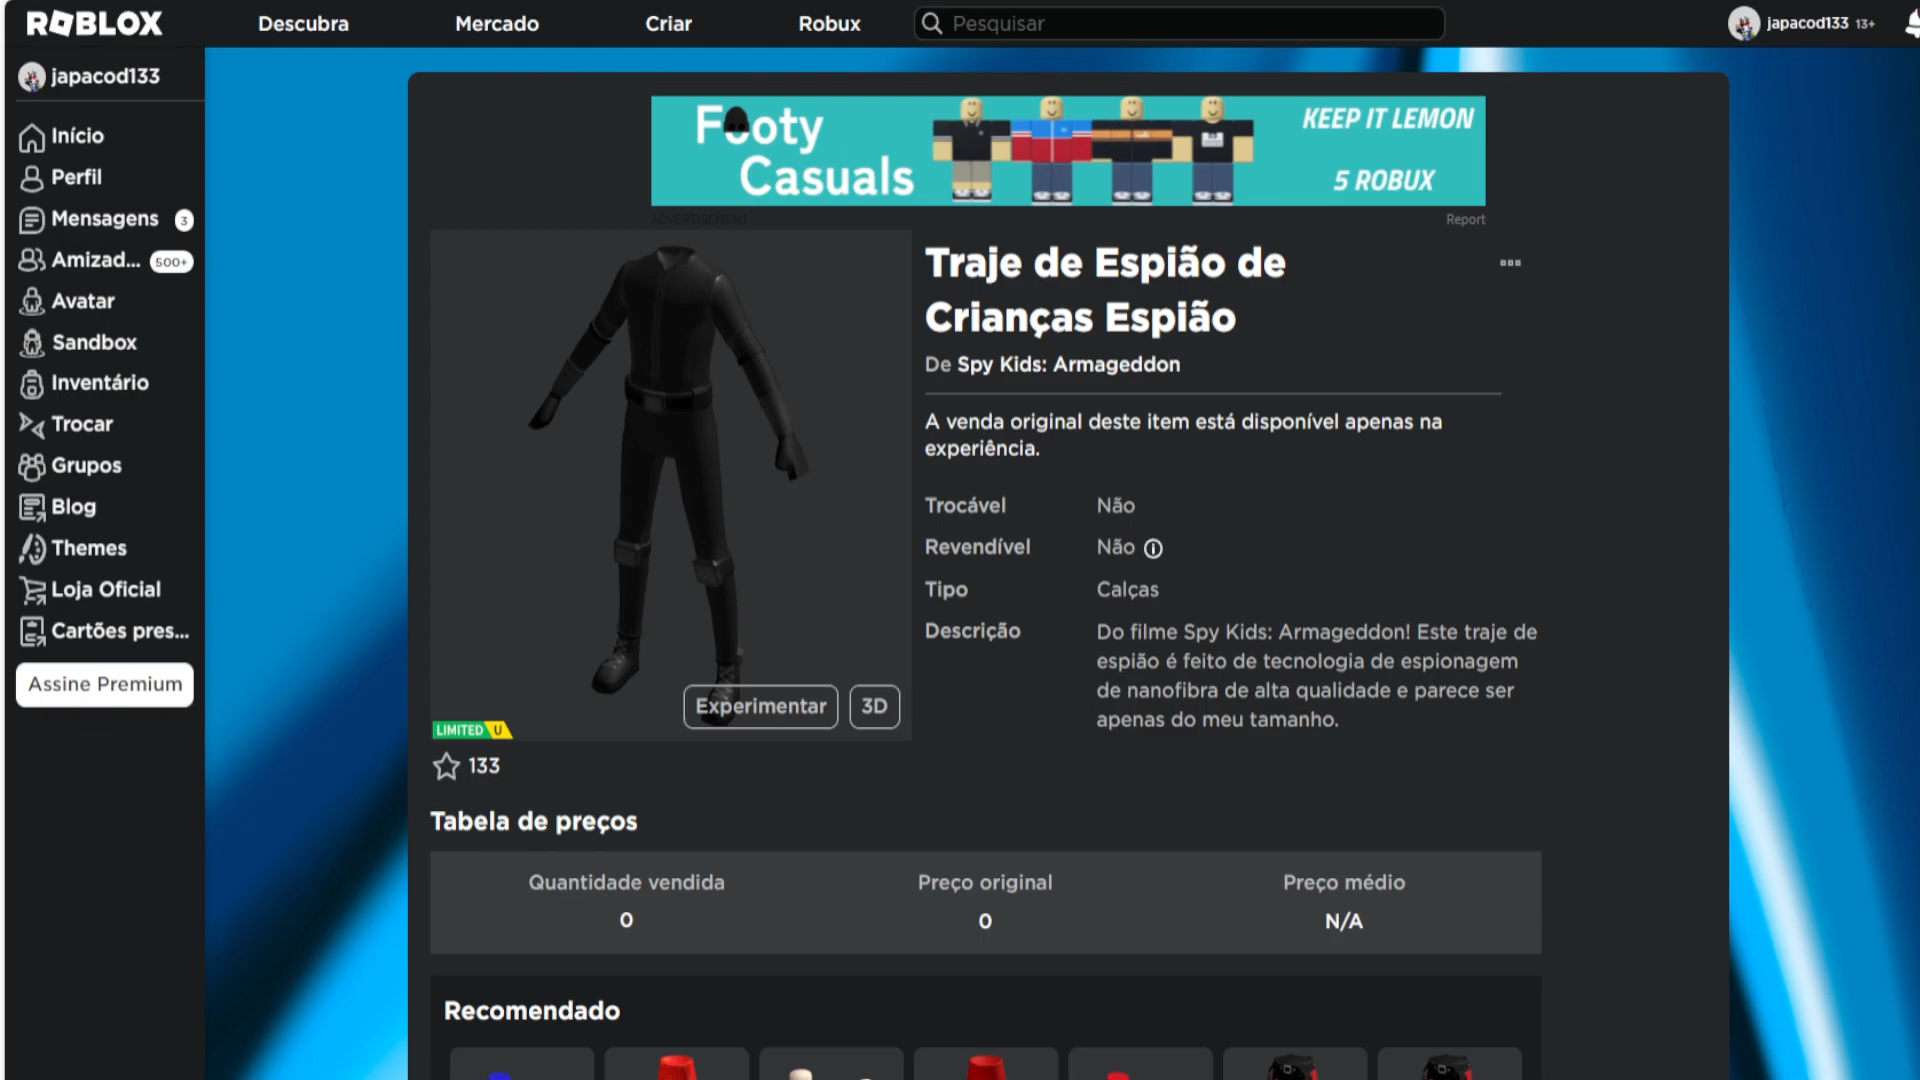 ROBLOX
Descubra
Mercado
Criar
Robux
Pesquisar
japacod133 13+
japacod133
Início
Perfil
Mensagens 3
Amizad... 500+
Avatar
Sandbox
Inventário
Trocar
Grupos
Blog
Themes
Loja Oficial
Cartões pres...
Assine Premium
Footy
Casuals
KEEP IT LEMON
5 ROBUX
ADVERTISEMENT
Report
Traje de Espião de
Crianças Espião
De Spy Kids: Armageddon
A venda original deste item está disponível apenas na
experiência.
Trocável Não
Revendível Não
Tipo Calças
Descrição Do filme Spy Kids: Armageddon! Este traje de
espião é feito de tecnologia de espionagem
de nanofibra de alta qualidade e parece ser
apenas do meu tamanho.
Experimentar
3D
LIMITED U
133
Tabela de preços
Quantidade vendida
0
Preço original
0
Preço médio
N/A
Recomendado